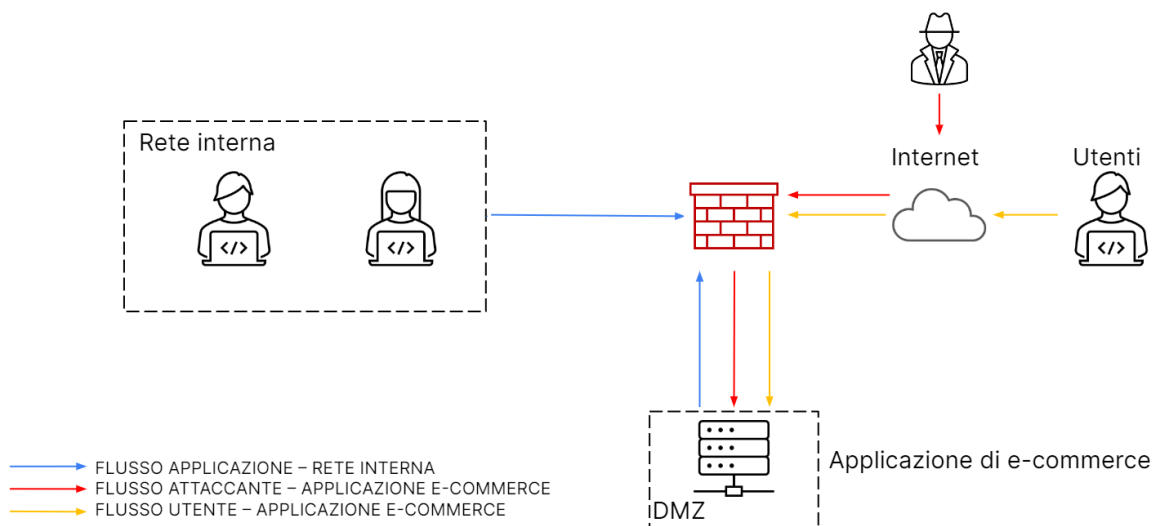 Rete interna
Internet
Utenti
</>
</>
</>
Applicazione di e-commerce
DMZ
FLUSSO APPLICAZIONE – RETE INTERNA
FLUSSO ATTACCANTE – APPLICAZIONE E-COMMERCE
FLUSSO UTENTE – APPLICAZIONE E-COMMERCE